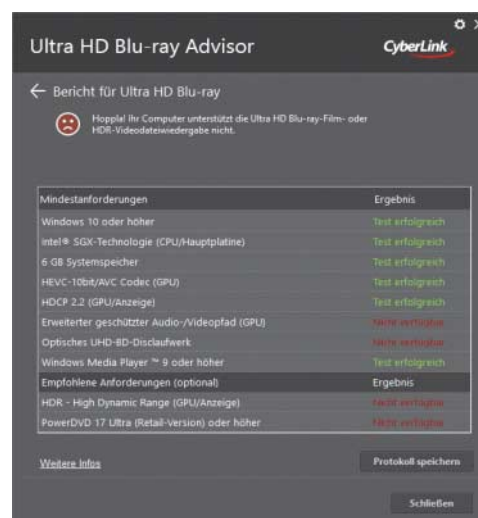 Ultra HD Blu-ray Advisor
CyberLink
Bericht für Ultra HD Blu-ray
Hoppla! Ihr Computer unterstützt die Ultra HD Blu-ray-Film- oder
HDR-Videodateiwiedergabe nicht.
Mindestanforderungen Ergebnis
Windows 10 oder höher Test erfolgreich
Intel® SGX-Technologie (CPU/Hauptplatine) Test erfolgreich
6 GB Systemspeicher Test erfolgreich
HEVC-10bit/AVC Codec (GPU) Test erfolgreich
HDCP 2.2 (GPU/Anzeige) Test erfolgreich
Erweiterter geschützter Audio-/Videopfad (GPU) Nicht verfügbar
Optisches UHD-BD-Disclaufwerk Nicht verfügbar
Windows Media Player ™ 9 oder höher Test erfolgreich
Empfohlene Anforderungen (optional) Ergebnis
HDR - High Dynamic Range (GPU/Anzeige) Nicht verfügbar
PowerDVD 17 Ultra (Retail-Version) oder höher Nicht verfügbar
Weitere Infos
Protokoll speichern
Schließen